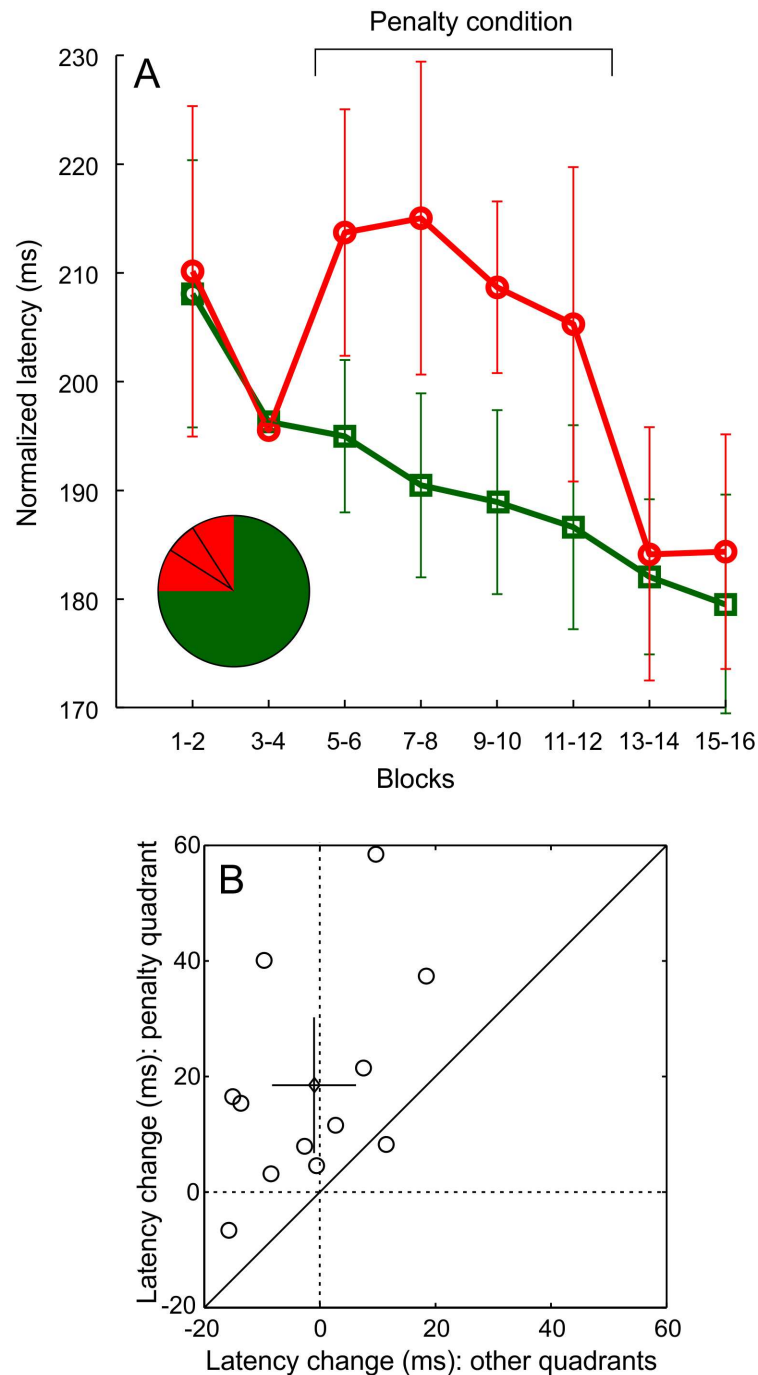 Penalty condition
A
230
220
210
200
190
180
170
Normalized latency (ms)
1-2 3-4 5-6 7-8 9-10 11-12 13-14 15-16
Blocks
B
60
40
20
0
-20
Latency change (ms): penalty quadrant
-20 0 20 40 60
Latency change (ms): other quadrants